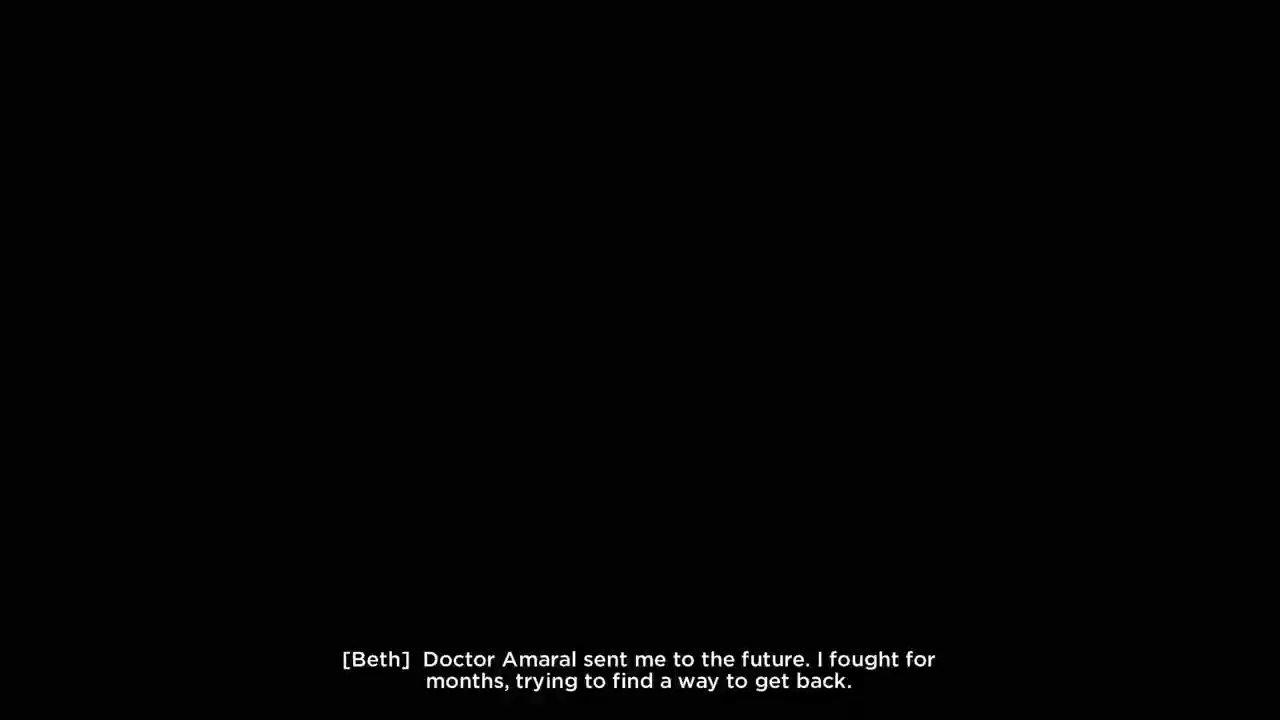 [Beth]  Doctor Amaral sent me to the future. I fought for
months, trying to find a way to get back.